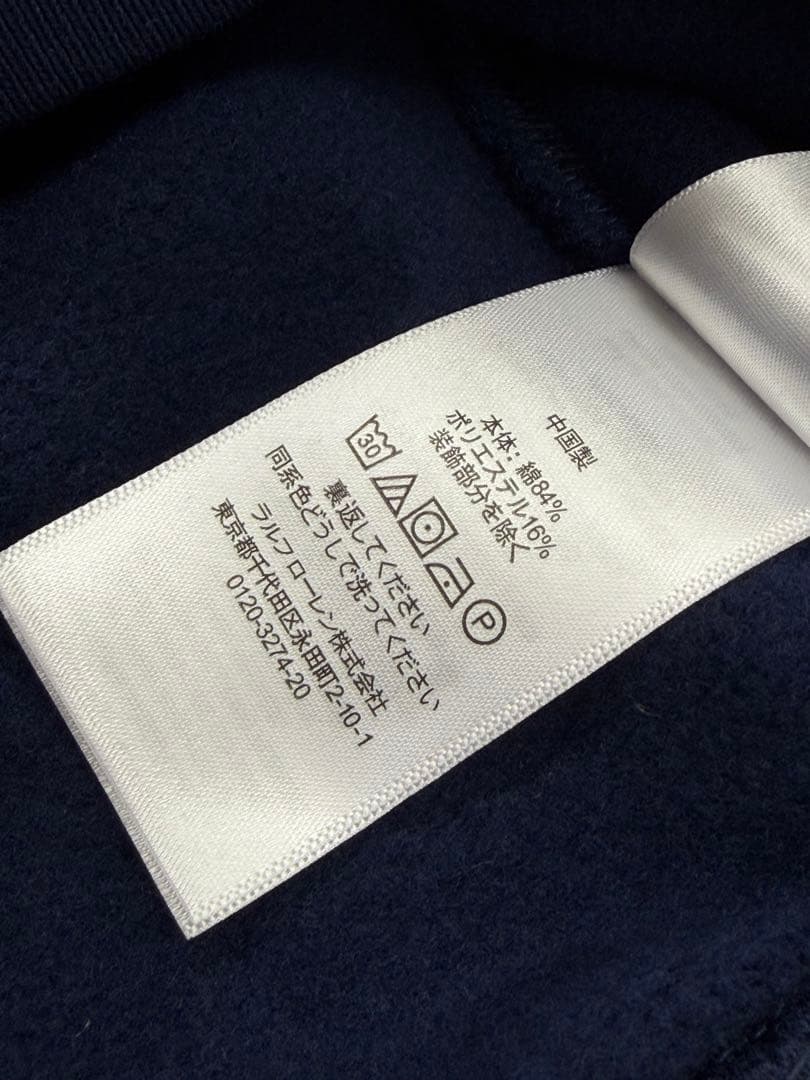 中国製
本体：綿84%
ポリエステル16%
装飾部分を除く
30 P
裏返してください
同系色どうしで洗ってください
ラルフ ローレン株式会社
東京都千代田区永田町2-10-1
0120-3274-20